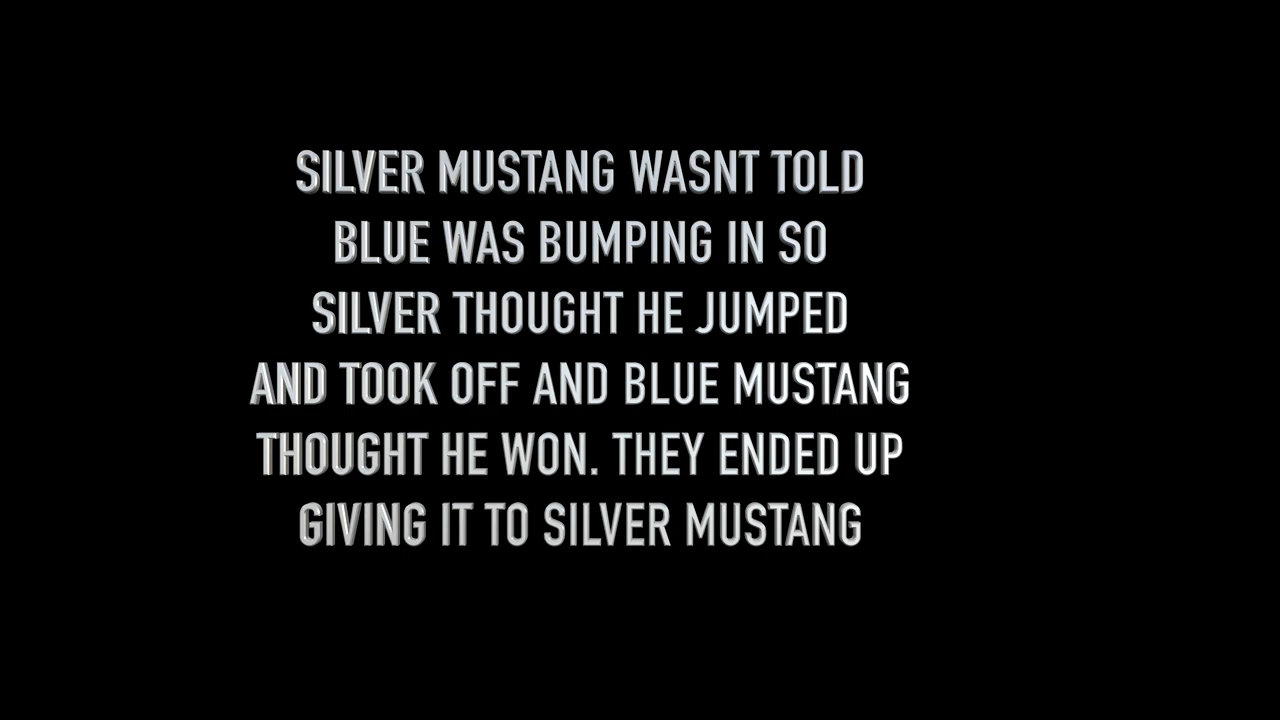 SILVER MUSTANG WASNT TOLD
BLUE WAS BUMPING IN SO
SILVER THOUGHT HE JUMPED
AND TOOK OFF AND BLUE MUSTANG
THOUGHT HE WON. THEY ENDED UP
GIVING IT TO SILVER MUSTANG